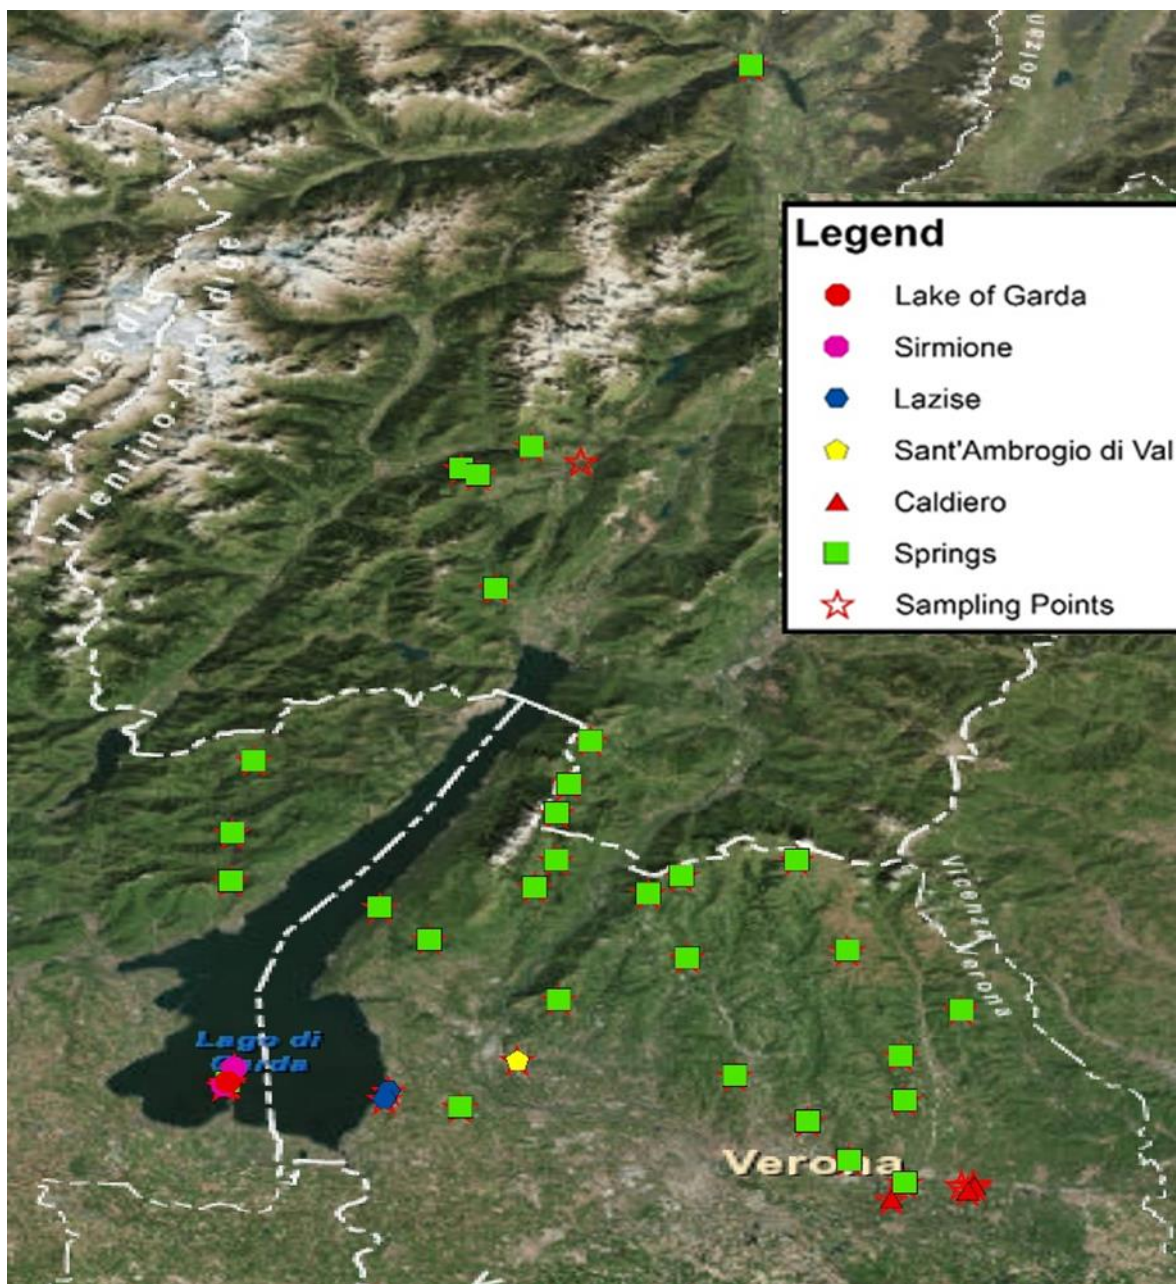 Bolzan
Legend
Lake of Garda
Sirmione
Lazise
Sant'Ambrogio di Val
Caldiero
Springs
Sampling Points
Lombardia
Trentino-Alto Adige
Vicenza
Verona
Lago di
Garda
Verona